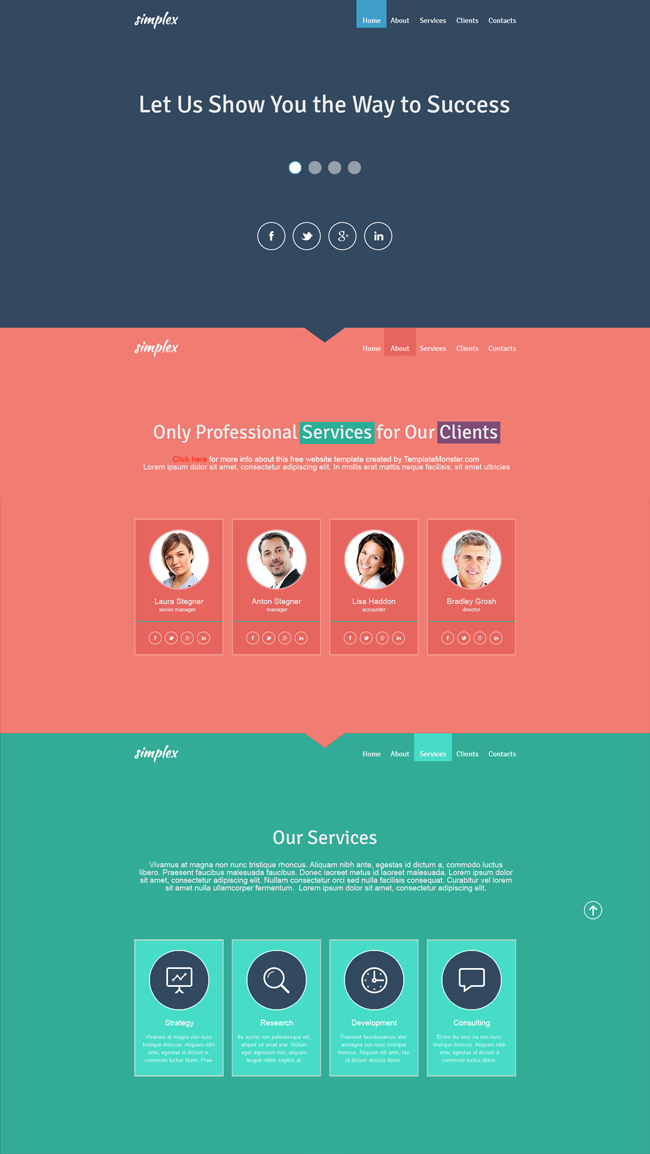 simplex
Home About Services Clients Contacts
Let Us Show You the Way to Success
simplex
Home About Services Clients Contacts
Only Professional Services for Our Clients
Click here for more info about this free website template created by TemplateMonster.com
Lorem ipsum dolor sit amet, consectetur adipiscing elit. In mollis erat mattis neque facilisis, sit amet ultricies
Laura Stegner
senior manager
Anton Stegner
manager
Lisa Haddon
accounter
Bradley Grosh
director
simplex
Home About Services Clients Contacts
Our Services
Vivamus at magna non nunc tristique rhoncus. Aliquam nibh ante, egestas id dictum a, commodo luctus
libero. Praesent faucibus malesuada faucibus. Donec laoreet metus id laoreet malesuada. Lorem ipsum dolor
sit amet, consectetur adipiscing elit. Nullam consectetur orci sed nulla facilisis consequat. Curabitur vel lorem
sit amet nulla ullamcorper fermentum. Lorem ipsum dolor sit amet, consectetur adipiscing elit.
Strategy
Vivamus at magna non nunc
tristique rhoncus. Aliquam nibh
ante, egestas id dictum a,
commodo luctus libero. Prae
Research
Ite auctor non pellentesque vel,
aliquet sit amet erat. Nullam
eget dignissim nisi, aliquam
feugiat nibhh sagittis ut.
Development
Praesent faucibusamus atei
asmagna non nunc tristique
rhoncus. Aliquam nib ante, tas
id dictum aluctus libero
Consulting
Etiam dui eros ea non nunc
tristique rhoncus. Aliquam nibh
ante, egestas id dictum a,
commodo luctus libero.